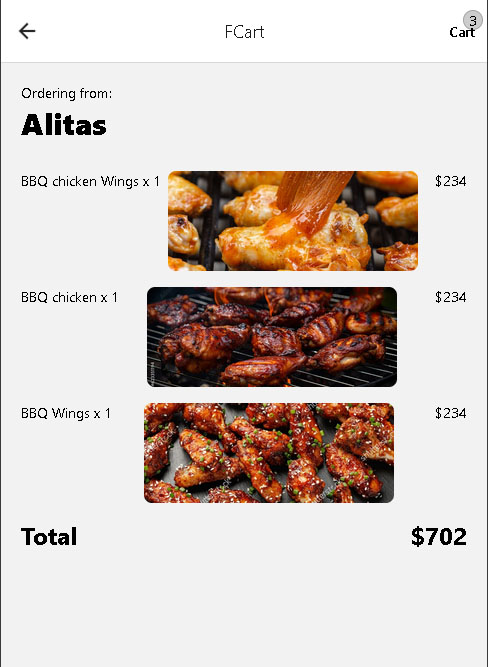 FCart
3
Cart
Ordering from:
Alitas
BBQ chicken Wings x 1 $234
BBQ chicken x 1 $234
BBQ Wings x 1 $234
Total $702